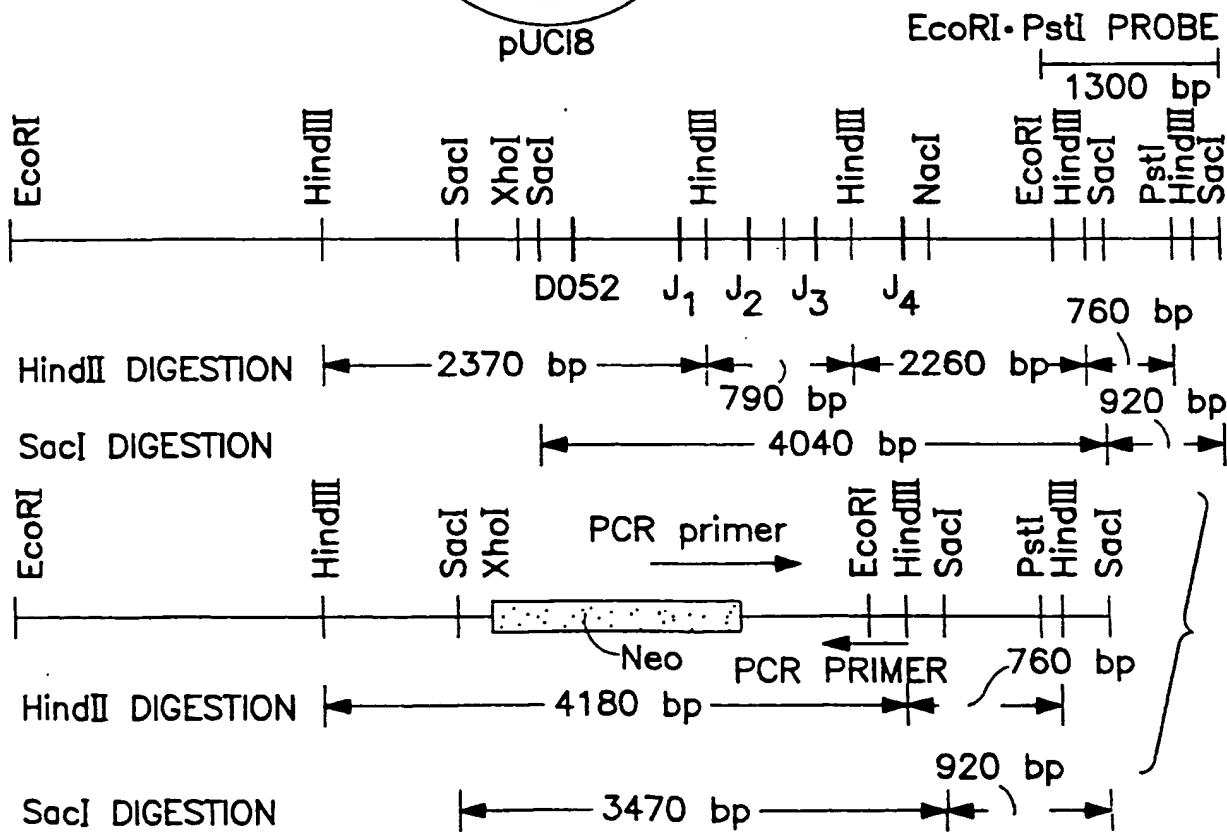 pUC18
EcoRI•PstI PROBE
1300 bp
EcoRI
HindIII
SacI
XhoI
SacI
HindIII
HindIII
NacI
EcoRI
HindIII
SacI
PstI
HindIII
SacI
DO52
J1
J2
J3
J4
760 bp
HindII DIGESTION
2370 bp
790 bp
2260 bp
920 bp
SacI DIGESTION
4040 bp
EcoRI
HindIII
SacI
XhoI
PCR primer
EcoRI
HindIII
SacI
PstI
HindIII
SacI
Neo
PCR PRIMER
760 bp
HindII DIGESTION
4180 bp
920 bp
SacI DIGESTION
3470 bp